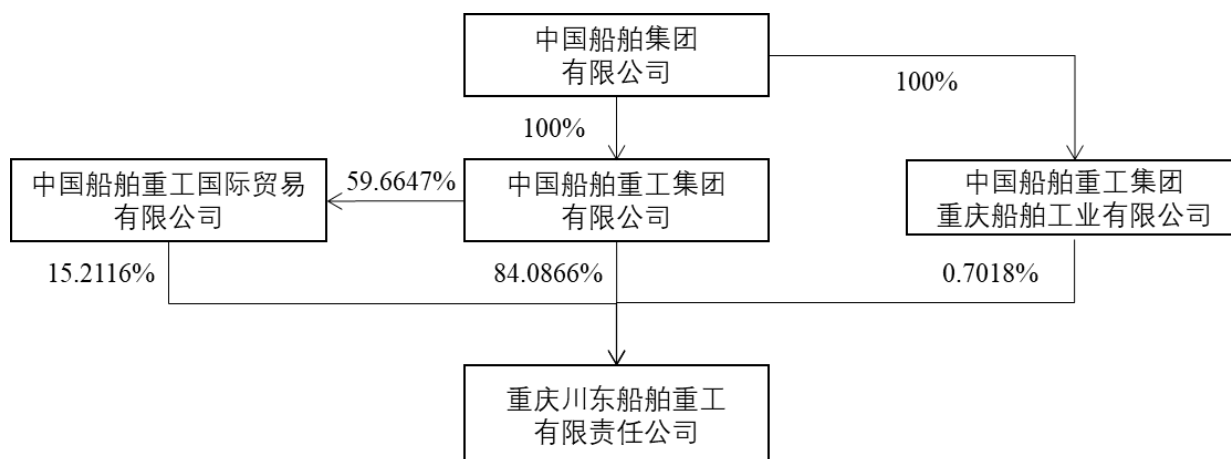 中国船舶集团
有限公司
100%
100%
中国船舶重工国际贸易
有限公司
59.6647%
中国船舶重工集团
有限公司
中国船舶重工集团
重庆船舶工业有限公司
15.2116%
84.0866%
0.7018%
重庆川东船舶重工
有限责任公司